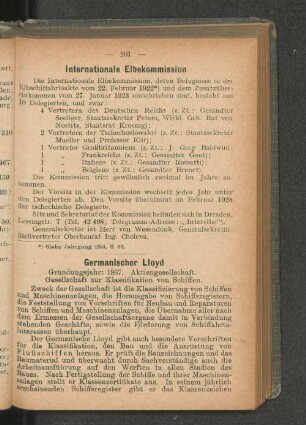 — 201 —
Internationale Elbekommission
Die Internationale Elbekommission, deren Befugnisse in der
Elbschiffahrtsakte vom 22. Februar 1922*) und dem Zusatzüber-
einkommen vom 27. Januar 1923 umschrieben sind, besteht aus
10 Delegierten, und zwar:
4 Vertretern des Deutschen Reichs (z. Zt.: Gesandter
Seeliger, Staatssekretär Peters, Wirkl. Geh. Rat von
Nostitz, Staatsrat
2 Vertretern der Tschechoslowakei (z. Zt.: Staatssekretär
Mueller und Professor
1 Vertreter Großbritanniens (z. Zt.: J. Grey Baldwin);
1 „ Frankreichs (z. Zt.: Gesandter Gout);
1 „ Italiens (z. Zt.: Gesandter Rossetti);
1 „ Belgiens (z. Zt.: Gesandter Brunet).
Die Kommission tritt gewöhnlich zweimal im Jahre zu-
sammen.
Der Vorsitz in der Kommission wechselt jedes Jahr unter
den Delegierten ab. Den Vorsitz übernimmt im Februar 1928
der tschechoslowakische Delegierte.
Sitz und Sekretariat der Kommission befinden sich in Dresden,
7 (Tel. 42 498; Telegramm-Adresse:
Generalsekretär ist Herr von Wesendonk, Generalsekretär-
Stellvertreter Oberbaurat Ing. Caleva.
*) Siehe Jahrgang 1924, S. 44.
Germanischer Lloyd
Gründungsjahr: 1867. Aktiengesellschaft.
Gesellschaft zur Klassifikation von Schiffen.
Zweck der Gesellschaft ist die Klassifizierung von Schiffen
und Maschinenanlagen, die Herausgabe von Schiffsregistern,
die Feststellung von Vorschriften für Neubau und Reparaturen
von Schiffen und Maschinenanlagen, die Übernahme aller nach
dem Ermessen der Gesellschaftsorgane damit in Verbindung
stehenden Geschäfte, sowie die Förderung von Schiffahrts-
interessen.
Der Germanische Lloyd gibt auch besondere Vorschriften
für die Klassifikation, den Bau und die Ausrüstung von
Flußschiffen heraus. Er prüft die Bauzeichnungen und das
Baumaterial und überwacht durch Sachverständige auch die
Arbeitsausführung auf den Werften in allen Stadien des
Baues. Nach Fertigstellung der Schiffe und ihrer Maschinen-
anlagen stellt er Klassenzertifikate aus. In seinem jährlich
erscheinenden Schiffsregister gibt er das Klassenzeichen